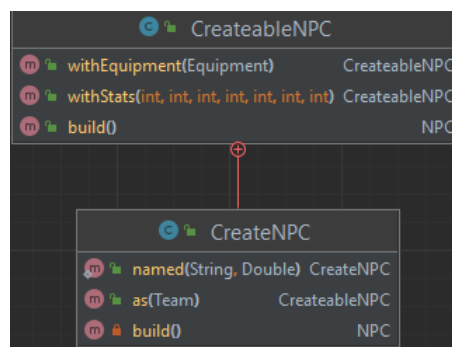 CreateableNPC
withEquipment(Equipment) CreateableNPC
withStats(int, int, int, int, int, int, int) CreateableNPC
build() NPC
CreateNPC
named(String, Double) CreateNPC
as(Team) CreateableNPC
build() NPC